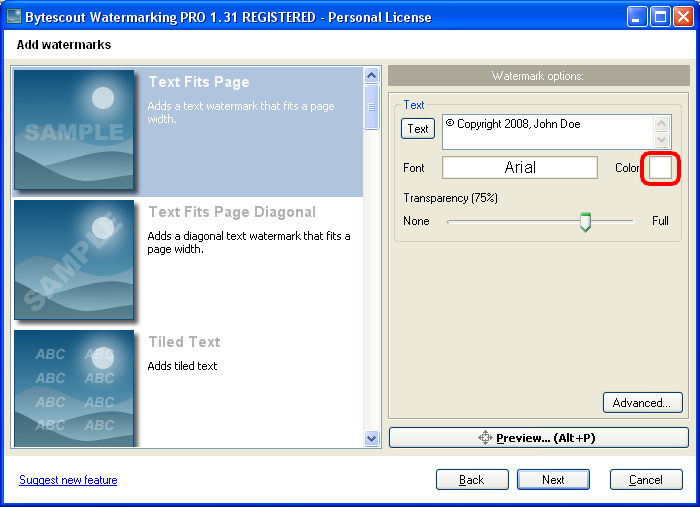 Bytescout Watermarking PRO 1.31 REGISTERED - Personal License
Add watermarks
SAMPLE
Text Fits Page
Adds a text watermark that fits a page
width.
SAMPLE
Text Fits Page Diagonal
Adds a diagonal text watermark that fits a
page width.
ABC ABC
ABC ABC
ABC ABC
ABC ABC
Tiled Text
Adds tiled text
Watermark options:
Text
Text
© Copyright 2008, John Doe
Font
Arial
Color
Transparency (75%)
None
Full
Advanced...
Preview... (Alt+P)
Suggest new feature
Back
Next
Cancel